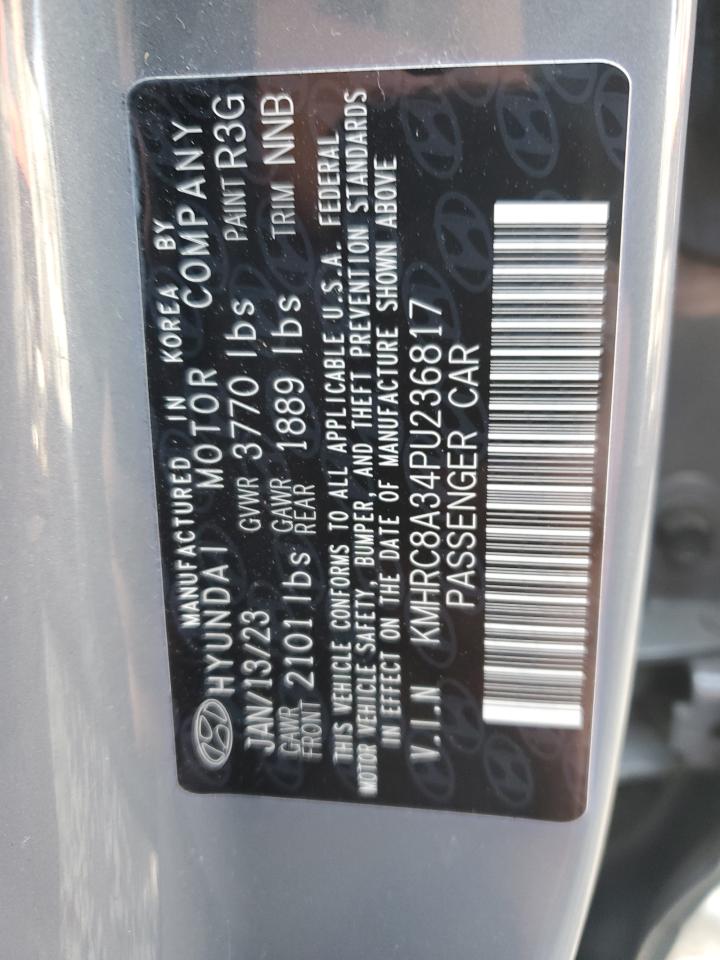 MANUFACTURED IN KOREA BY
HYUNDAI MOTOR COMPANY
JAN/13/23 GVWR 3770 lbs PAINT R3G
GAWR FRONT 2101 lbs GAWR REAR 1889 lbs TRIM NNB
THIS VEHICLE CONFORMS TO ALL APPLICABLE U.S.A. FEDERAL
MOTOR VEHICLE SAFETY, BUMPER, AND THEFT PREVENTION STANDARDS
IN EFFECT ON THE DATE OF MANUFACTURE SHOWN ABOVE
V.I.N KMHRC8A34PU236817
PASSENGER CAR